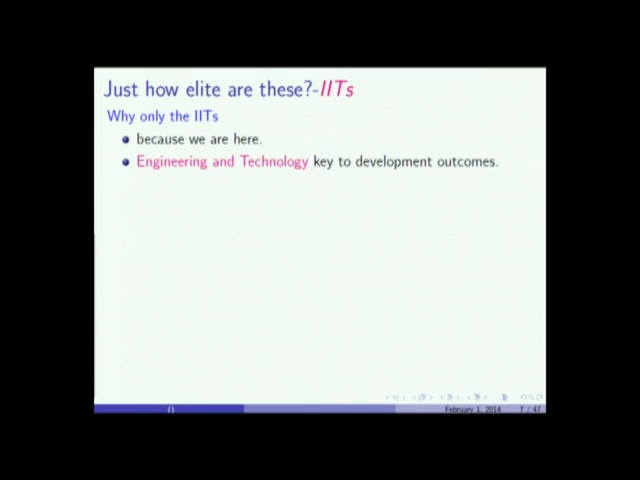 Just how elite are these?-IITs
Why only the IITs
because we are here.
Engineering and Technology key to development outcomes.
()
February 1, 2014 7 / 47